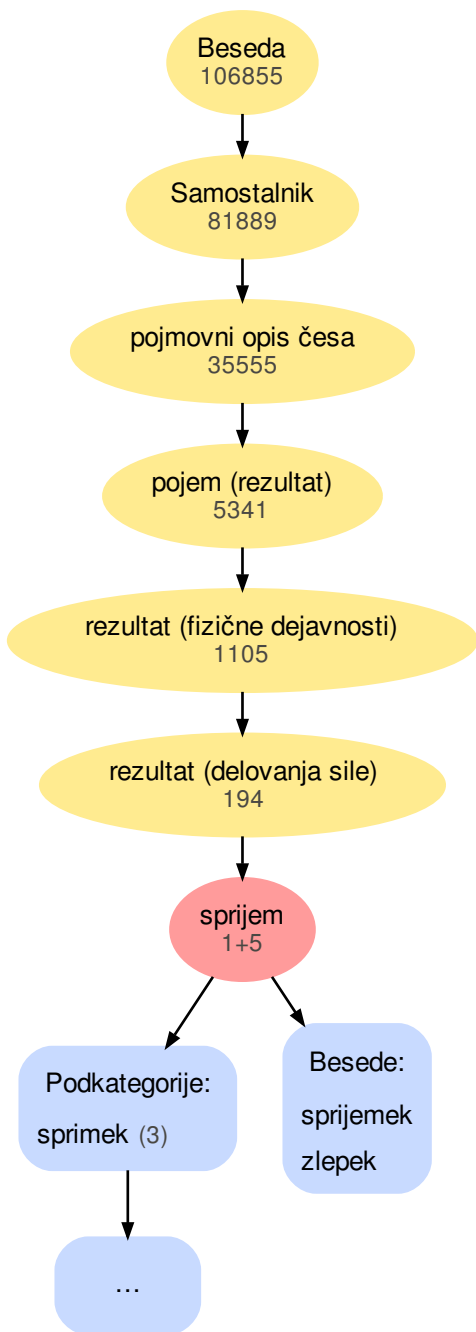 Beseda
106855
Samostalnik
81889
pojmovni opis česa
35555
pojem (rezultat)
5341
rezultat (fizične dejavnosti)
1105
rezultat (delovanja sile)
194
sprijem
1+5
Podkategorije:
sprimek (3)
Besede:
sprijemek
zlepek
...